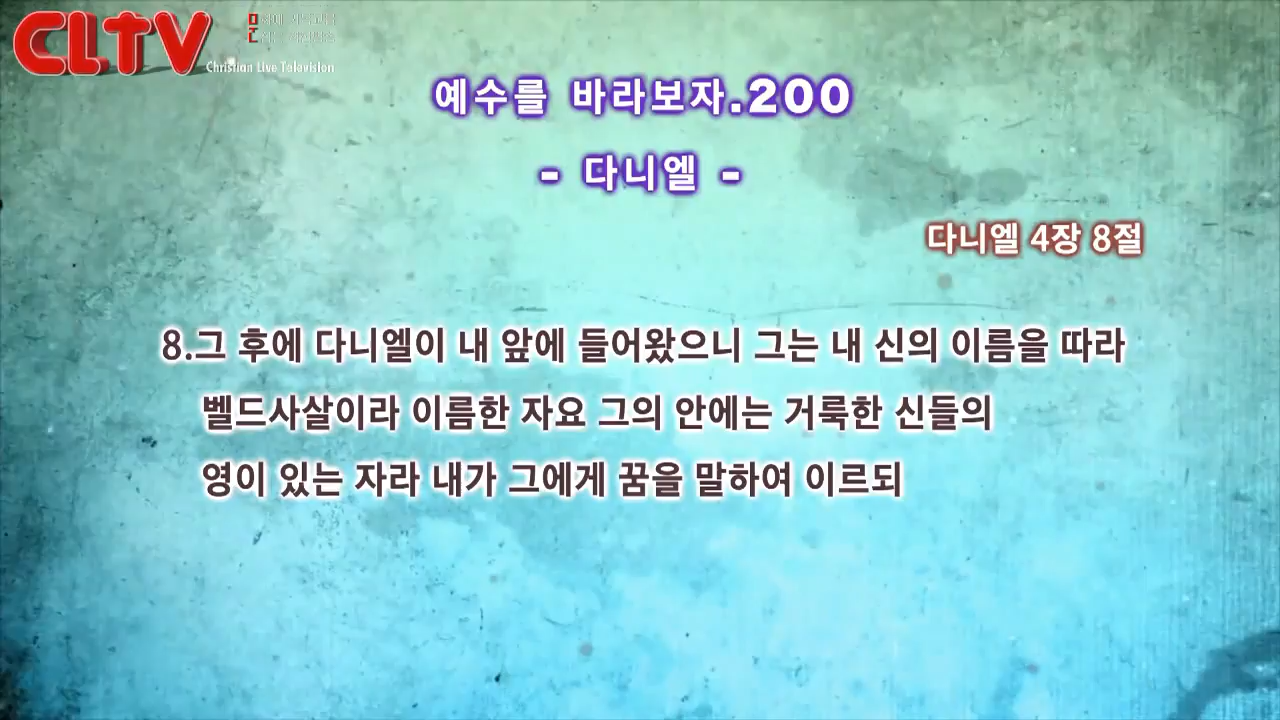 CLTV
Christian Live Television
예수를 바라보자.200
- 다니엘 -
다니엘 4장 8절
8.그 후에 다니엘이 내 앞에 들어왔으니 그는 내 신의 이름을 따라
벨드사살이라 이름한 자요 그의 안에는 거룩한 신들의
영이 있는 자라 내가 그에게 꿈을 말하여 이르되